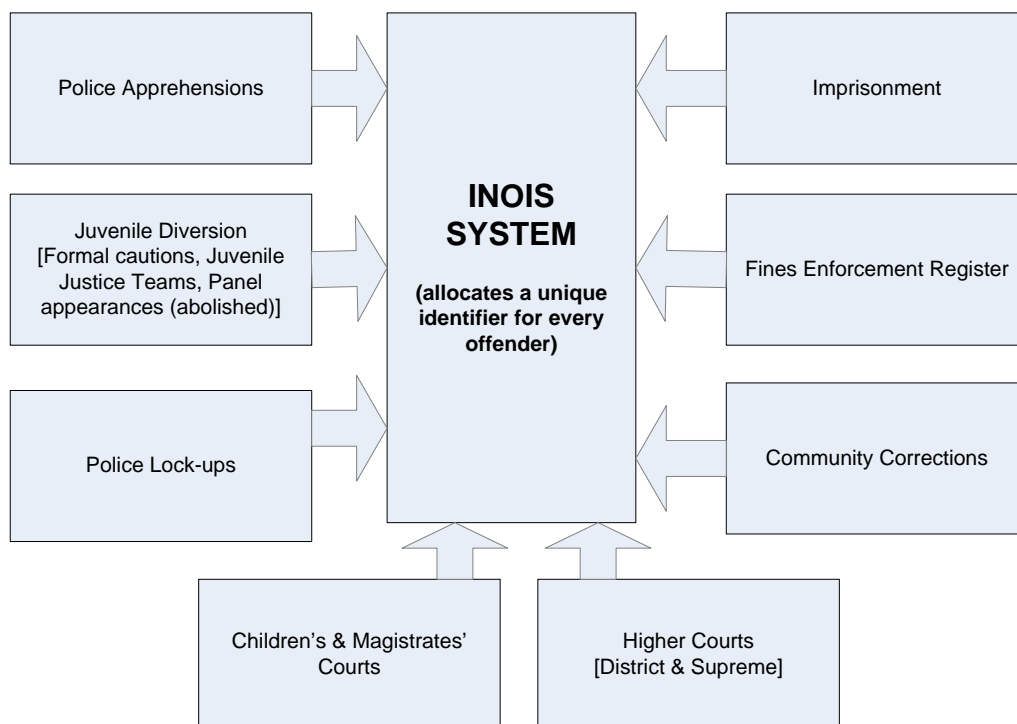 Police Apprehensions
Juvenile Diversion
[Formal cautions, Juvenile
Justice Teams, Panel
appearances (abolished)]
Police Lock-ups
INOIS
SYSTEM
(allocates a unique
identifier for every
offender)
Imprisonment
Fines Enforcement Register
Community Corrections
Children’s & Magistrates’
Courts
Higher Courts
[District & Supreme]